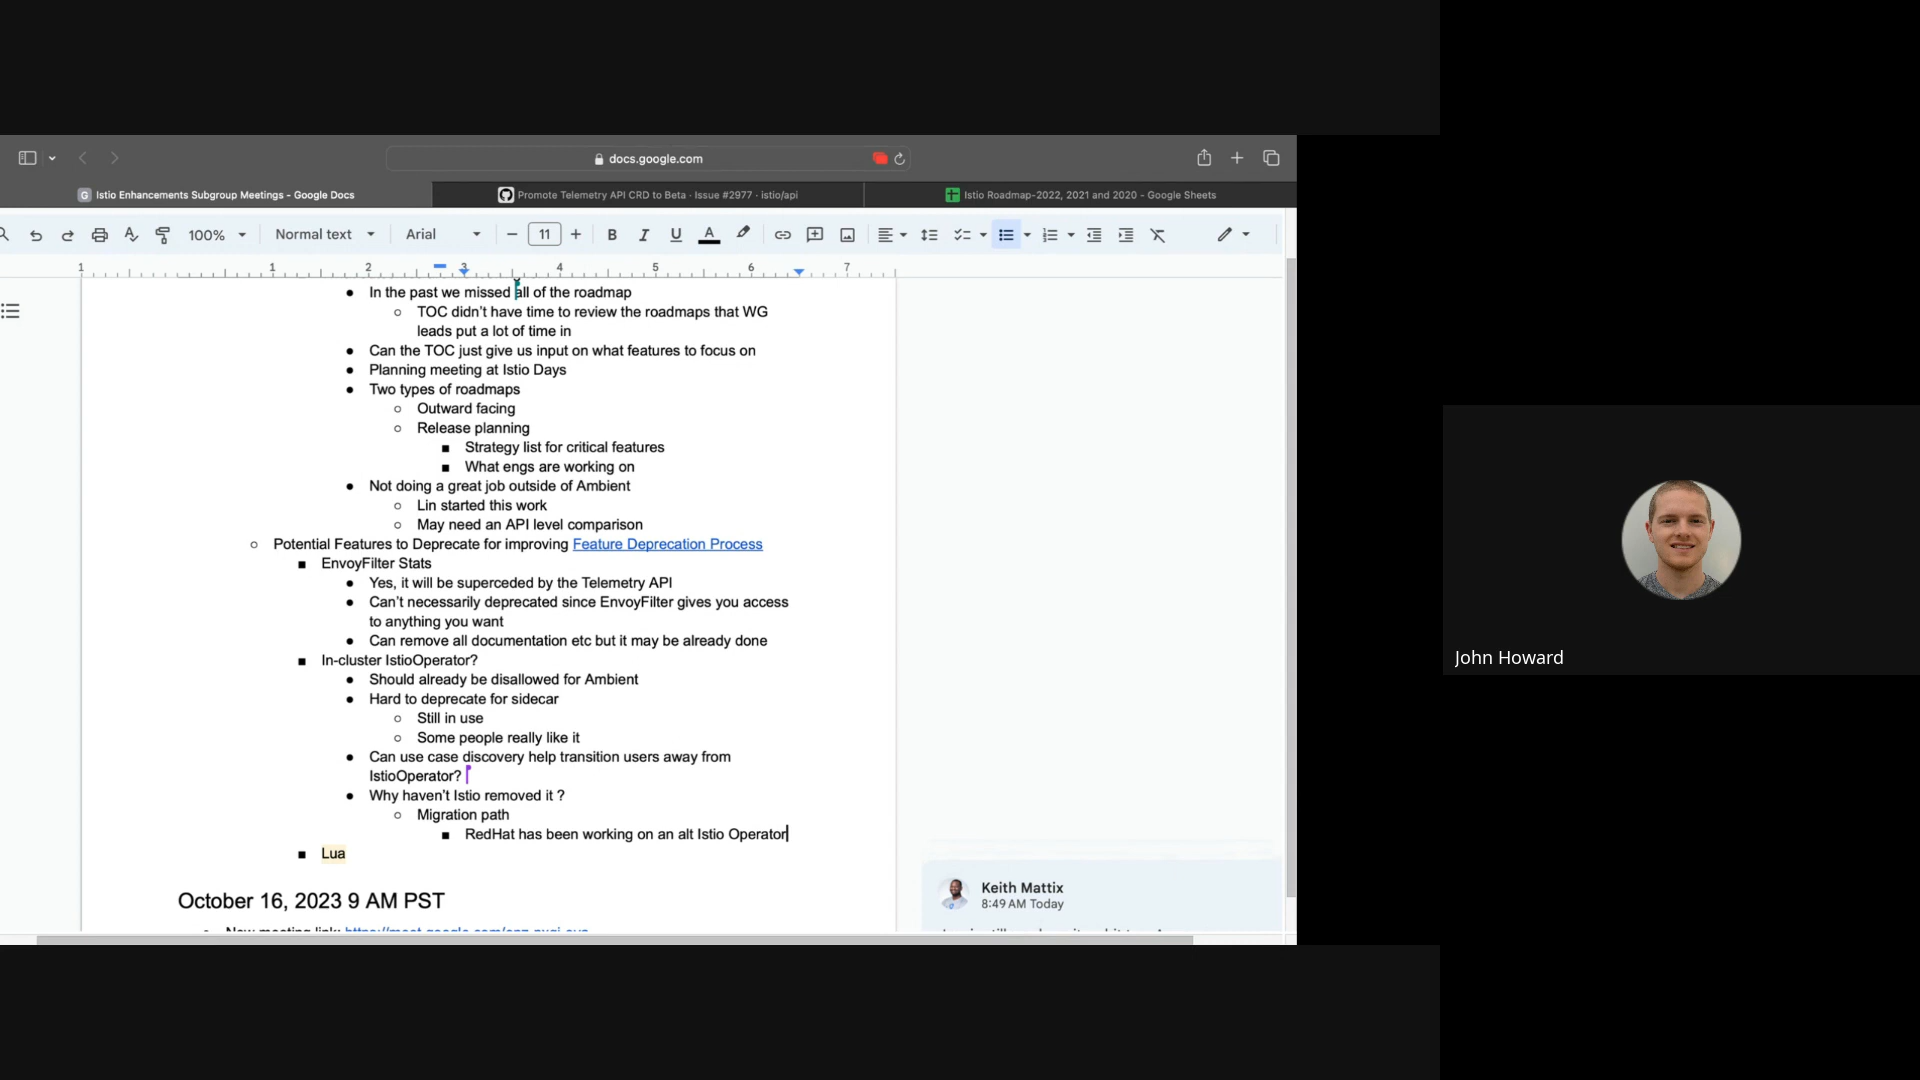 docs.google.com
Istio Enhancements Subgroup Meetings - Google Docs
Promote Telemetry API CRD to Beta · Issue #2977 · istio/api
Istio Roadmap-2022, 2021 and 2020 - Google Sheets
100% Normal text Arial 11 B I U A
1 1 2 3 4 5 6 7
In the past we missed all of the roadmap
TOC didn't have time to review the roadmaps that WG
leads put a lot of time in
Can the TOC just give us input on what features to focus on
Planning meeting at Istio Days
Two types of roadmaps
Outward facing
Release planning
Strategy list for critical features
What engs are working on
Not doing a great job outside of Ambient
Lin started this work
May need an API level comparison
Potential Features to Deprecate for improving Feature Deprecation Process
EnvoyFilter Stats
Yes, it will be superceded by the Telemetry API
Can't necessarily deprecated since EnvoyFilter gives you access
to anything you want
Can remove all documentation etc but it may be already done
In-cluster IstioOperator?
Should already be disallowed for Ambient
Hard to deprecate for sidecar
Still in use
Some people really like it
Can use case discovery help transition users away from
IstioOperator?
Why haven't Istio removed it ?
Migration path
RedHat has been working on an alt Istio Operator
Lua
October 16, 2023 9 AM PST
New meeting link:
Keith Mattix
8:49 AM Today
John Howard